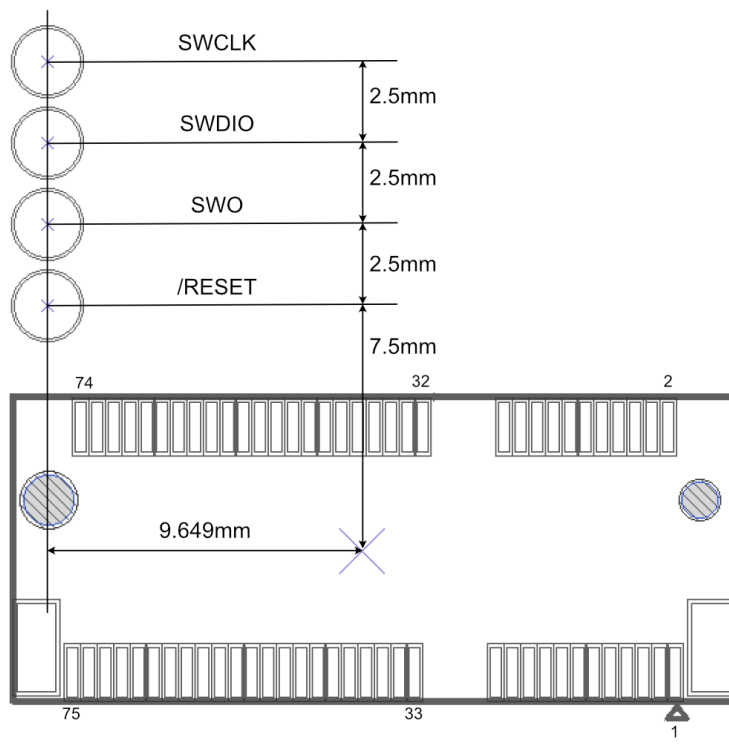 SWCLK
2.5mm
SWDIO
2.5mm
SWO
2.5mm
/RESET
7.5mm
74
32
2
9.649mm
75
33
1